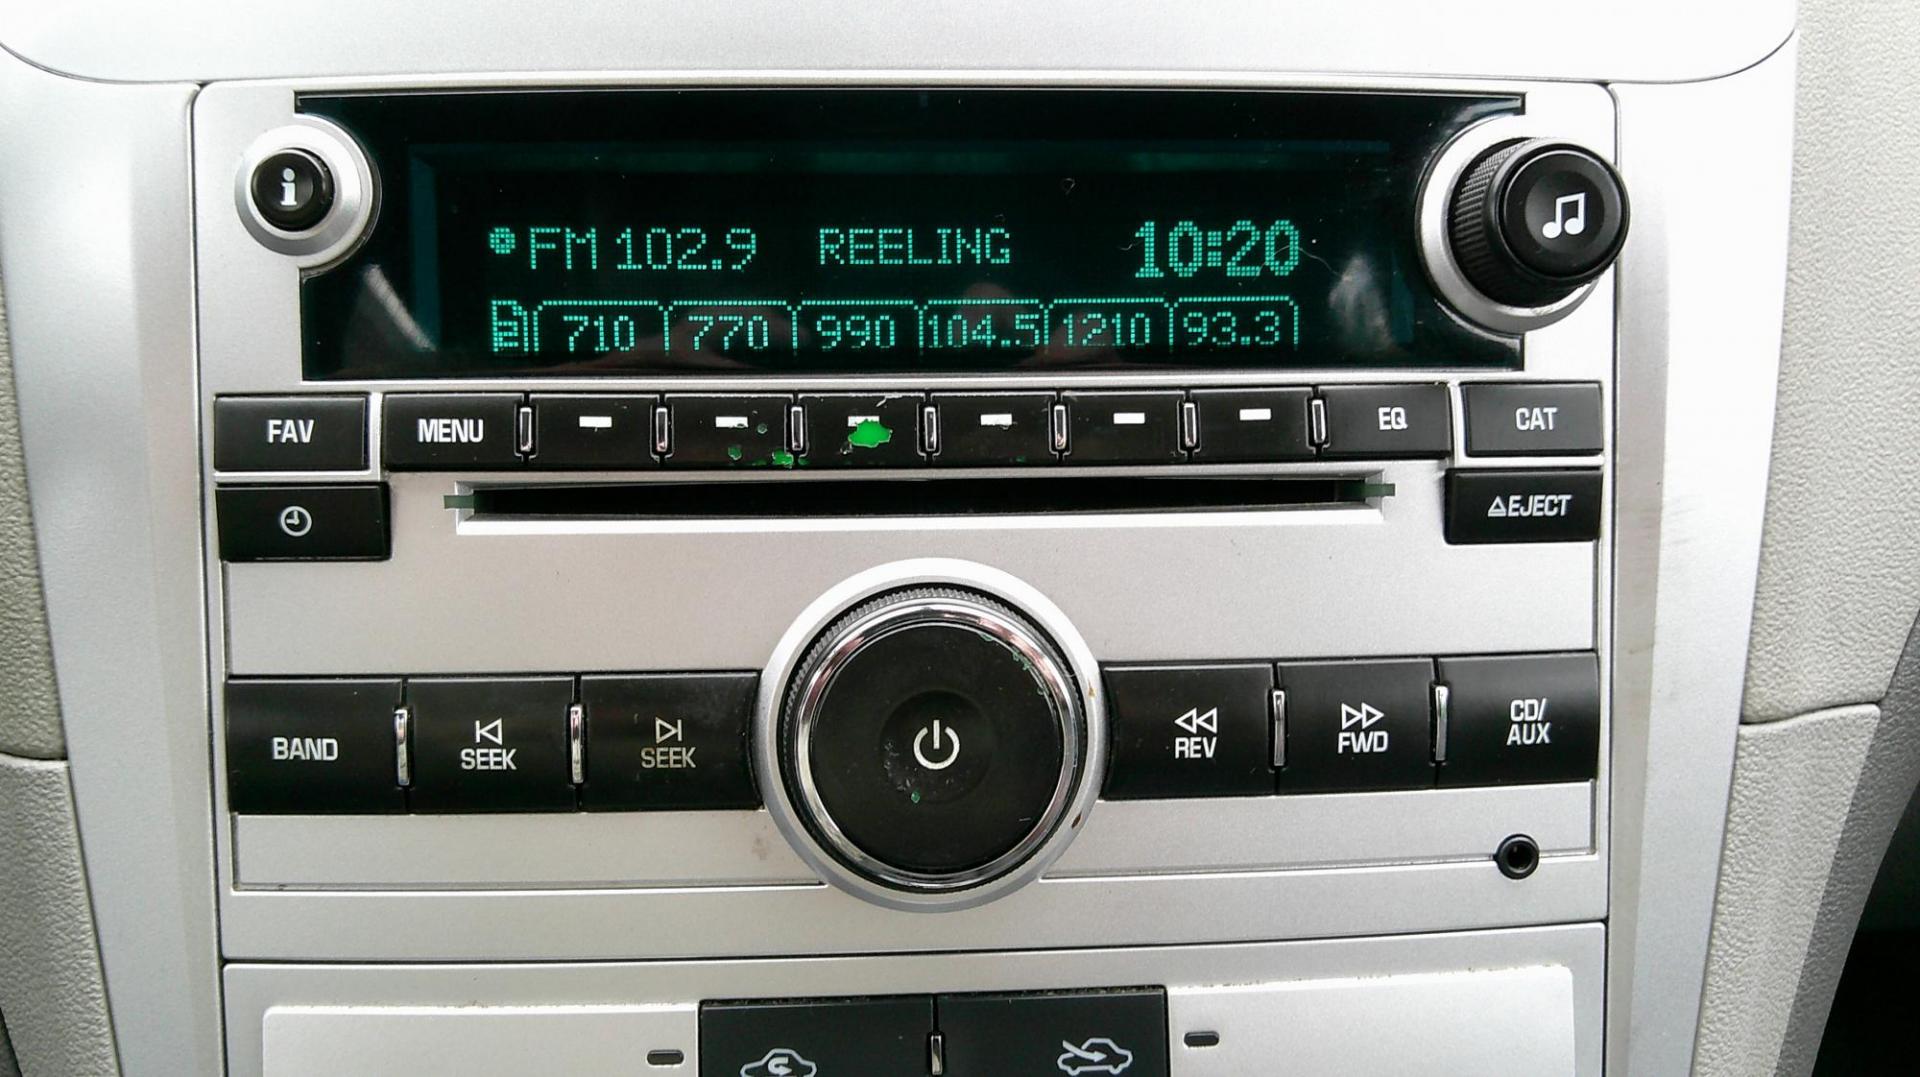 i
FM 102.9 REELING 10:20
2 710 770 990 104.5 1210 93.3
FAV MENU EQ CAT
EJECT
BAND SEEK SEEK REV FWD CD/
AUX